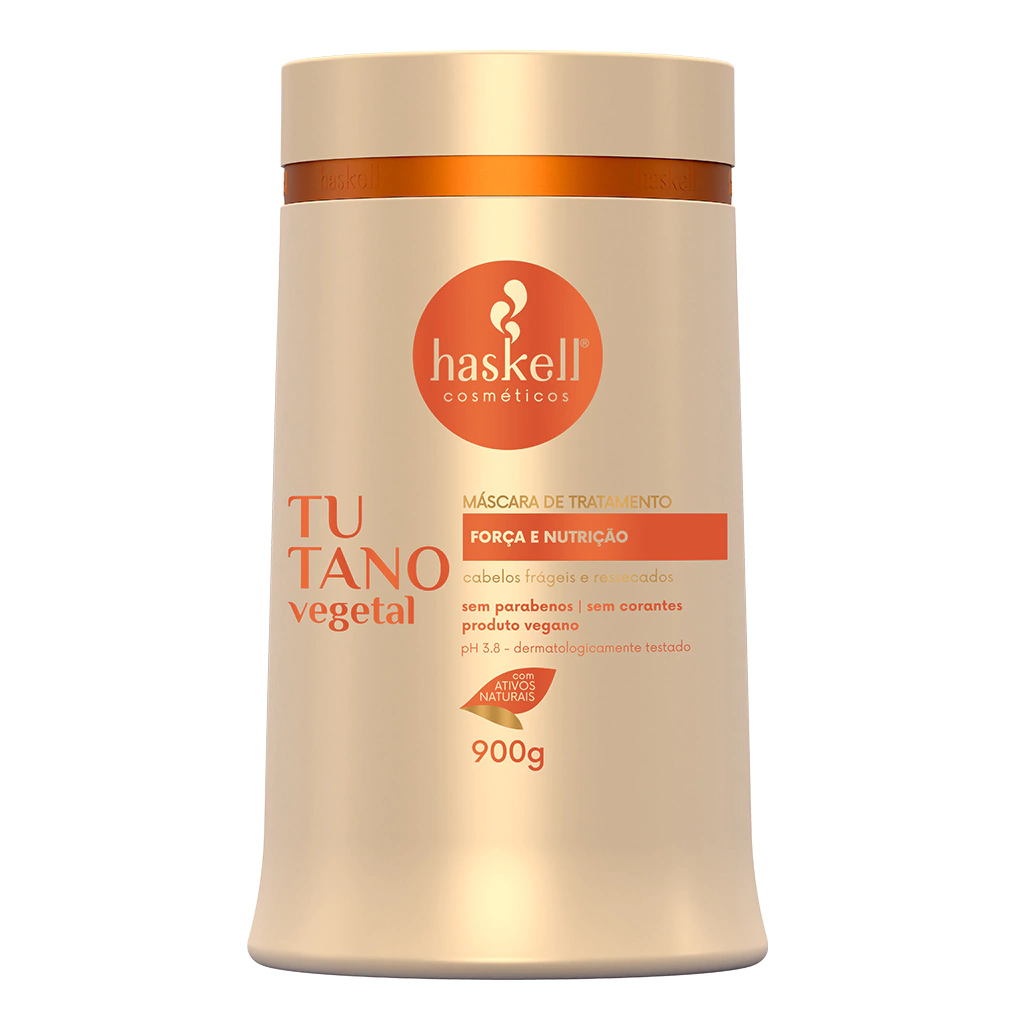 haskell
haskell
haskell®
cosméticos
TU
TANO
vegetal
MÁSCARA DE TRATAMENTO
FORÇA E NUTRIÇÃO
cabelos frágeis e ressecados
sem parabenos | sem corantes
produto vegano
pH 3.8 - dermatologicamente testado
com
ATIVOS
NATURAIS
900g